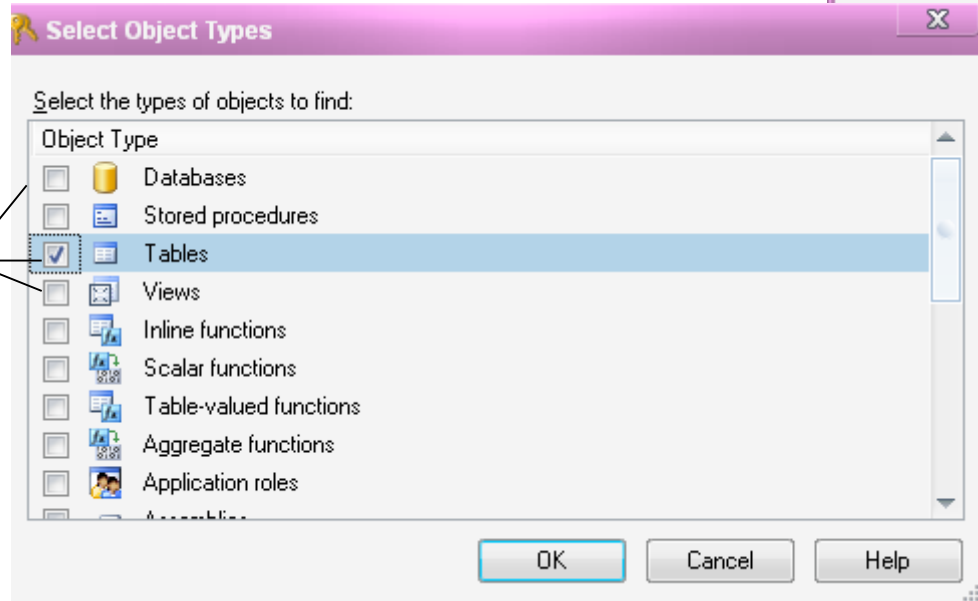 Select Object Types
Select the types of objects to find:
Object Type
Databases
Stored procedures
Tables
Views
Inline functions
Scalar functions
Table-valued functions
Aggregate functions
Application roles
OK Cancel Help